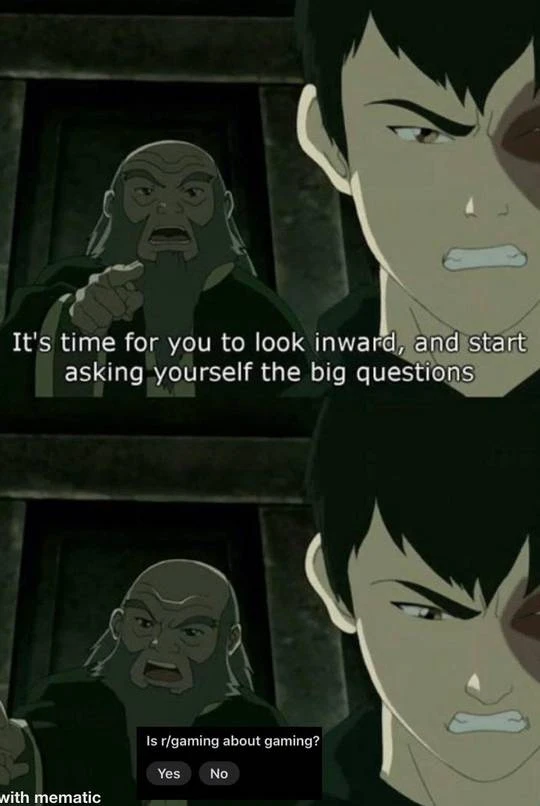 It's time for you to look inward, and start
asking yourself the big questions
Is r/gaming about gaming?
Yes No
with mematic